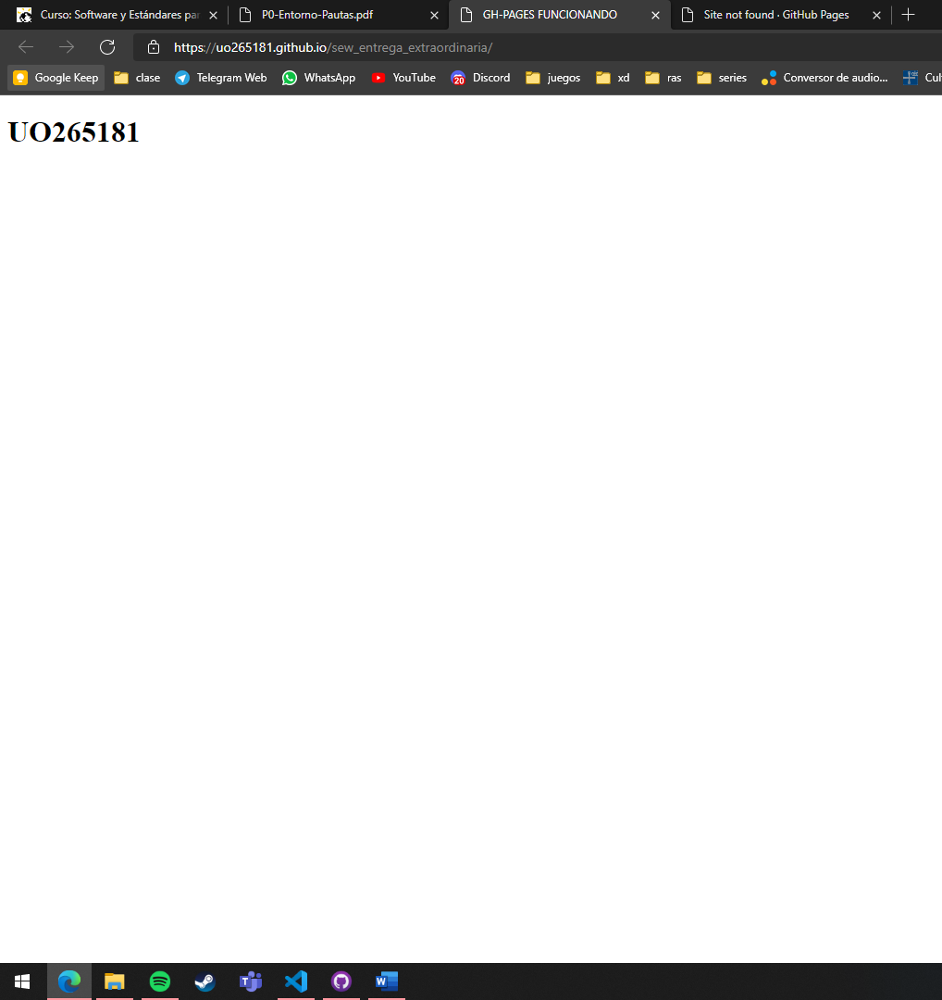 Curso: Software y Estándares par
P0-Entorno-Pautas.pdf
GH-PAGES FUNCIONANDO
Site not found · GitHub Pages
https://uo265181.github.io/sew_entrega_extraordinaria/
Google Keep
clase
Telegram Web
WhatsApp
YouTube
20
Discord
juegos
xd
ras
series
Conversor de audio...
Cul
UO265181